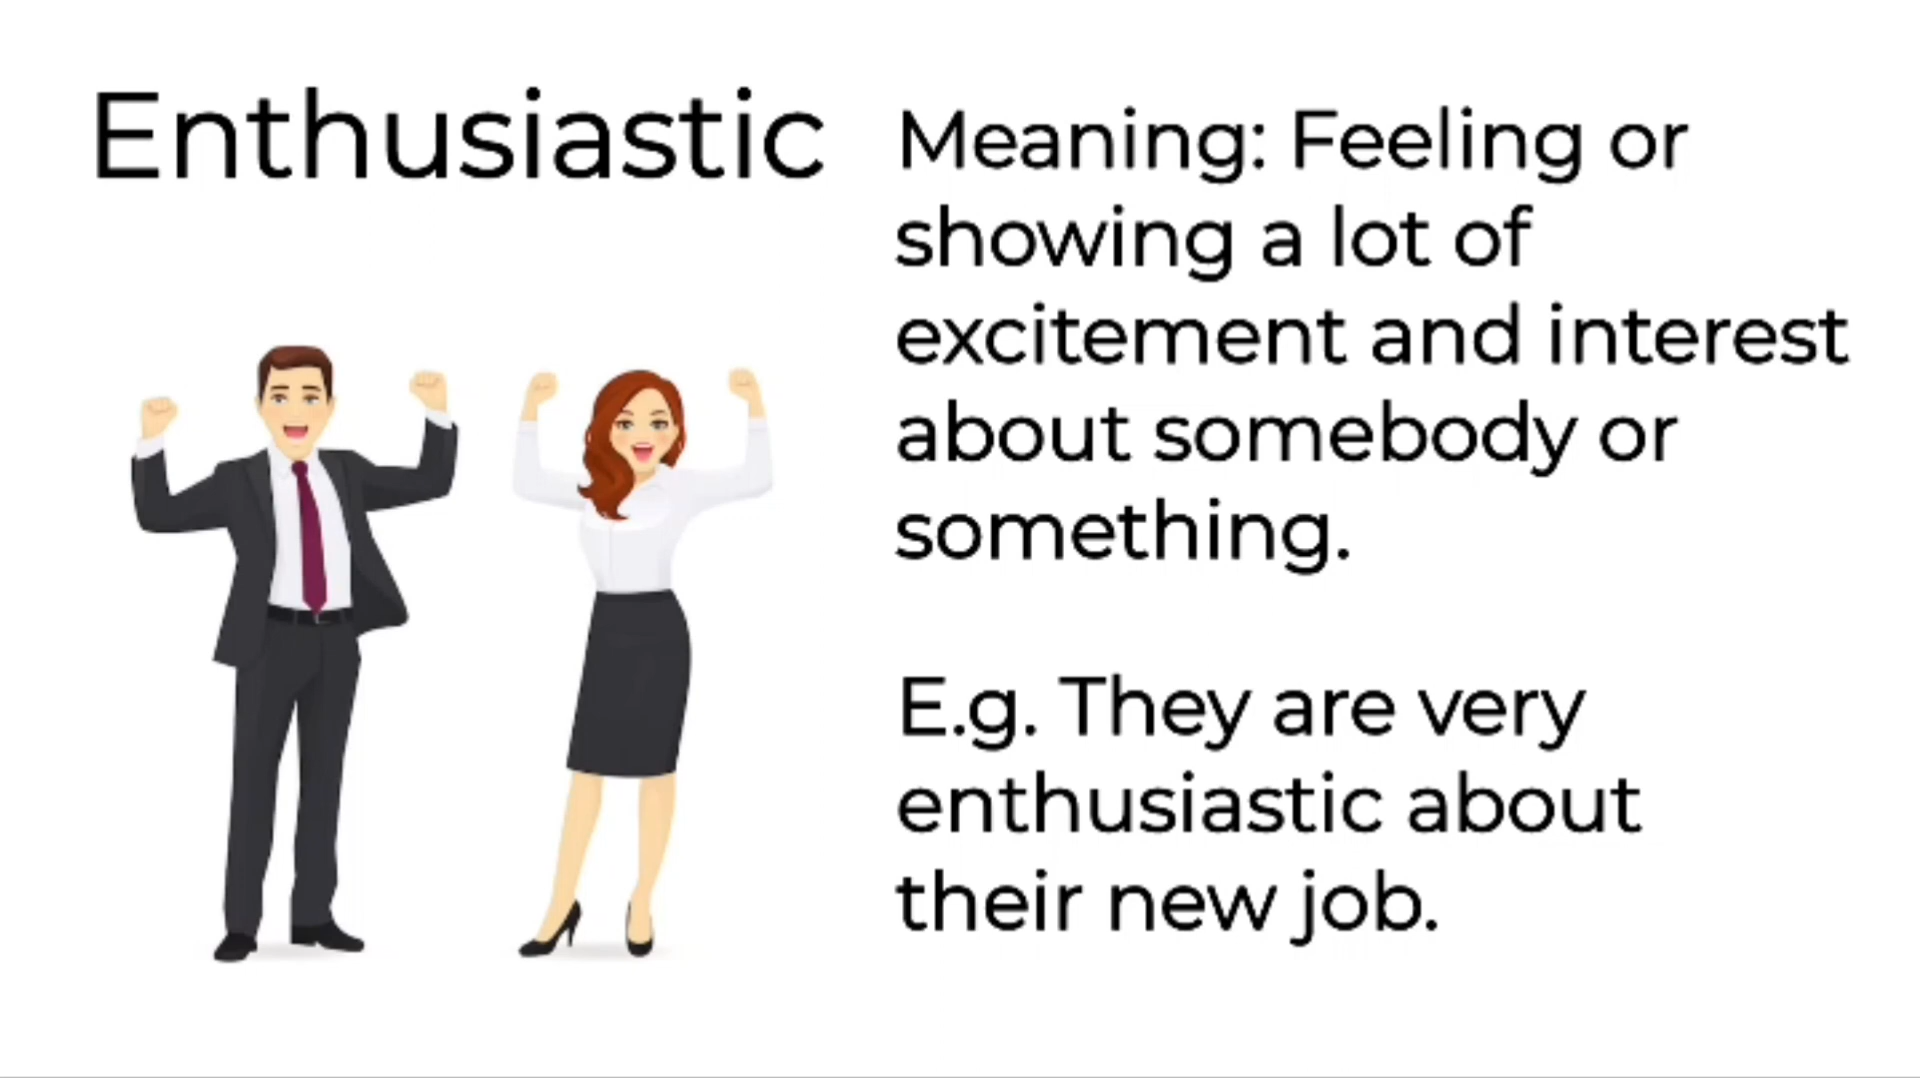 Enthusiastic
Meaning: Feeling or
showing a lot of
excitement and interest
about somebody or
something.
E.g. They are very
enthusiastic about
their new job.